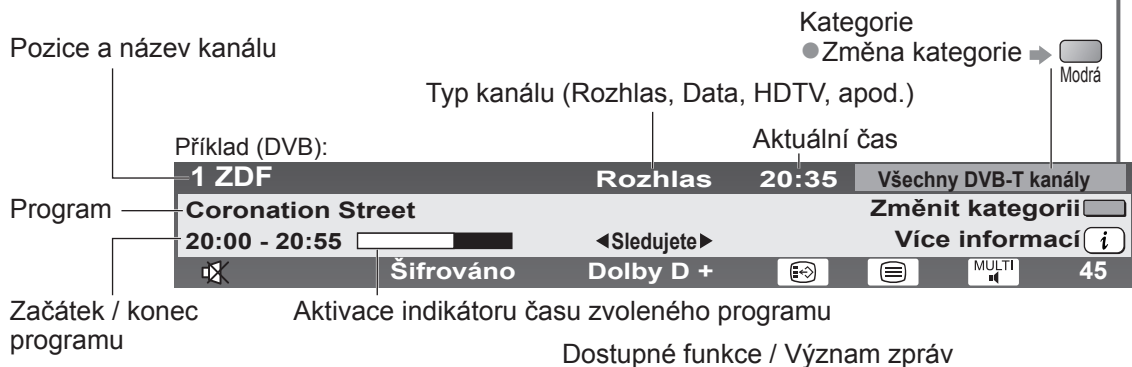 Kategorie
Pozice a název kanálu
●Změna kategorie
Modrá
Typ kanálu (Rozhlas, Data, HDTV, apod.)
Aktuální čas
Příklad (DVB):
1 ZDF Rozhlas 20:35 Všechny DVB-T kanály
Program Coronation Street Změnit kategorii
20:00 - 20:55 ◄Sledujete► Více informací i
Šifrováno Dolby D + MULTI 45
Začátek / konec programu
Aktivace indikátoru času zvoleného programu
Dostupné funkce / Význam zpráv